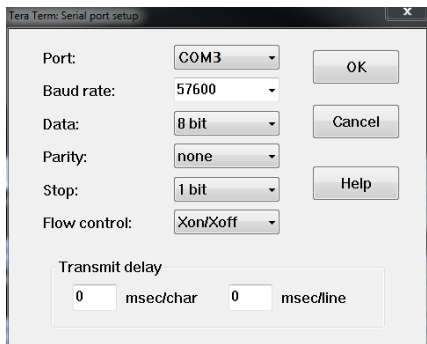 Tera Term: Serial port setup
x
Port: COM3 OK
Baud rate: 57600
Data: 8 bit Cancel
Parity: none
Stop: 1 bit Help
Flow control: Xon/Xoff
Transmit delay
0 msec/char 0 msec/line